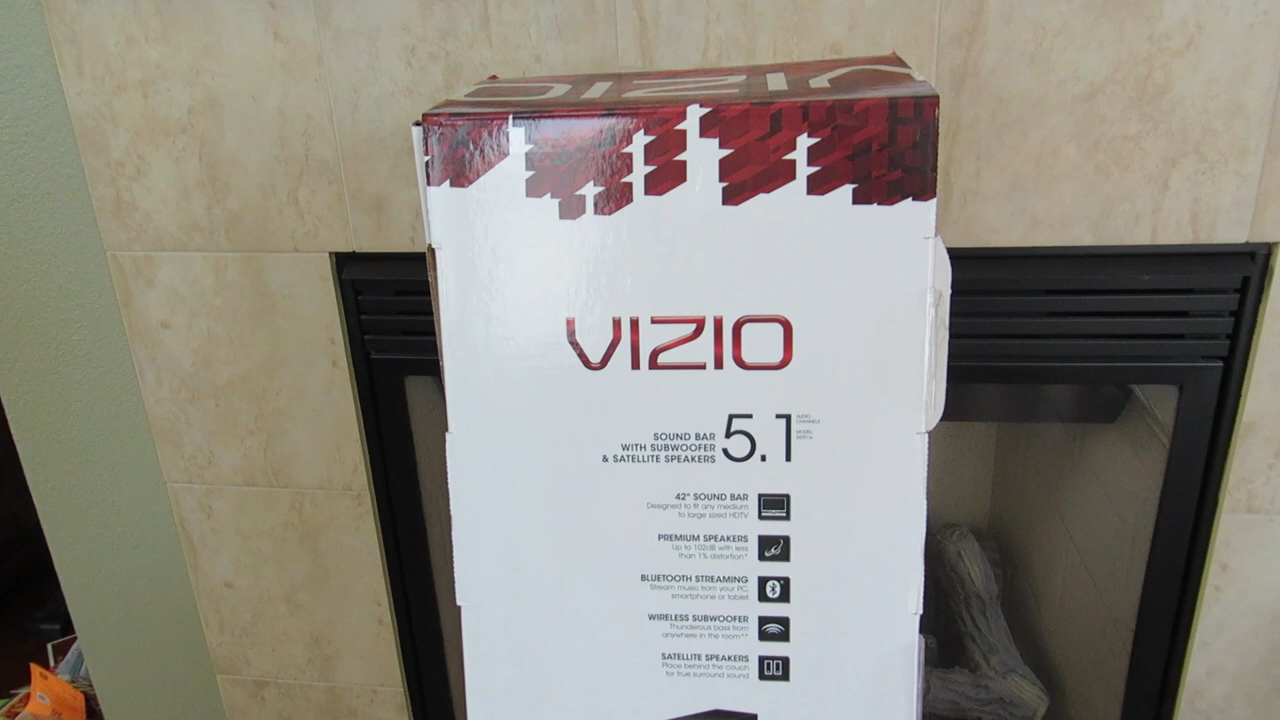 VIZIO
VIZIO
5.1
AUDIO
CHANNELS
MODEL
SOUND BAR
WITH SUBWOOFER
& SATELLITE SPEAKERS
42" SOUND BAR
Designed to fit any medium
to large sized HDTV
PREMIUM SPEAKERS
Up to 102dB with less
than 1% distortion*
BLUETOOTH STREAMING
Stream music from your PC,
smartphone or tablet
WIRELESS SUBWOOFER
Thunderous bass from
anywhere in the room**
SATELLITE SPEAKERS
Place behind the couch
for true surround sound